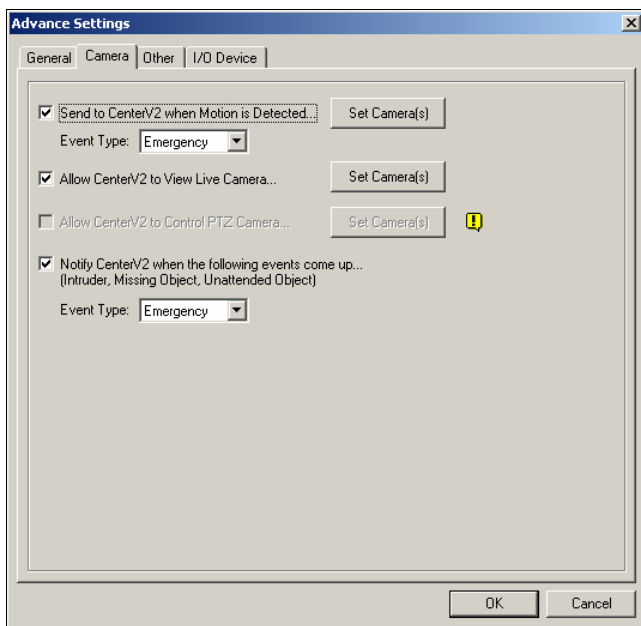 Advance Settings
General Camera Other I/O Device
Send to CenterV2 when Motion is Detected... Set Camera(s)
Event Type: Emergency
Allow CenterV2 to View Live Camera... Set Camera(s)
Allow CenterV2 to Control PTZ Camera... Set Camera(s) !
Notify CenterV2 when the following events come up...
(Intruder, Missing Object, Unattended Object)
Event Type: Emergency
OK Cancel